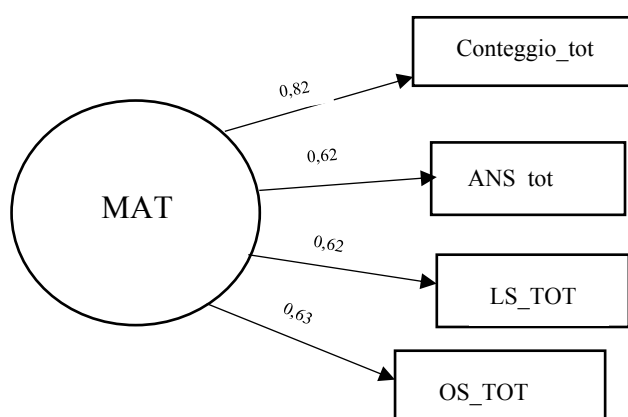 Conteggio_tot
0,82
0,62
ANS tot
MAT
0,62
LS_TOT
0,63
OS_TOT